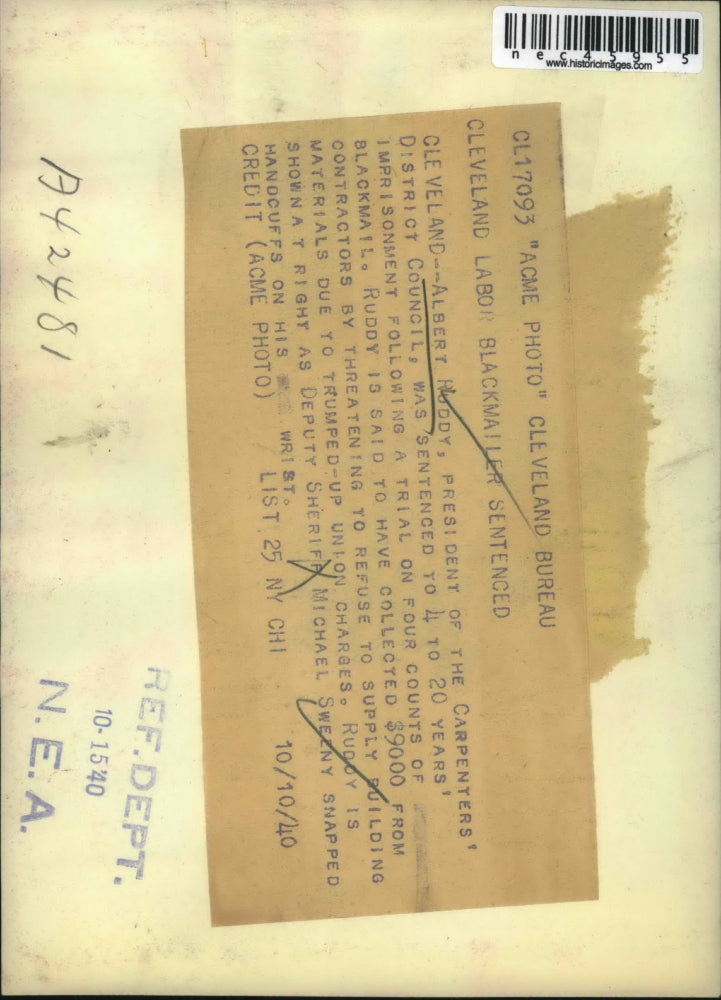 nec45955
www.historicimages.com
CL17093 "ACME PHOTO" CLEVELAND BUREAU
CLEVELAND LABOR BLACKMAILER SENTENCED
CLEVELAND--ALBERT RUDDY, PRESIDENT OF THE CARPENTERS'
DISTRICT COUNCIL, WAS SENTENCED TO 4 TO 20 YEARS'
IMPRISONMENT FOLLOWING A TRIAL ON FOUR COUNTS OF
BLACKMAIL. RUDDY IS SAID TO HAVE COLLECTED $9000 FROM
CONTRACTORS BY THREATENING TO REFUSE TO SUPPLY BUILDING
MATERIALS DUE TO TRUMPED-UP UNION CHARGES. RUDDY IS
SHOWN AT RIGHT AS DEPUTY SHERIFF MICHAEL SWEENY SNAPPED
HANDCUFFS ON HIS WRIST.
CREDIT (ACME PHOTO) LIST 25 NY CHI 10/10/40
A42481
REF. DEPT.
10-15'40
N.E.A.